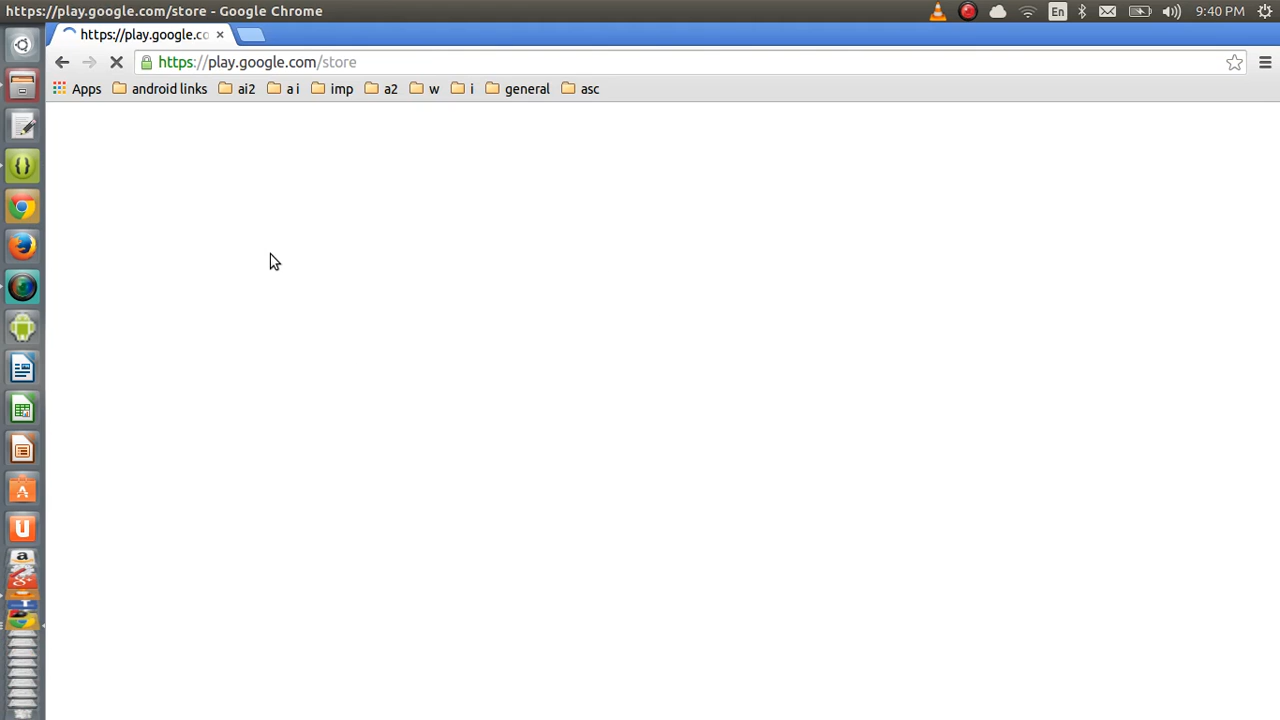 https://play.google.com/store - Google Chrome
En
9:40 PM
https://play.google.co
https://play.google.com/store
Apps
android links
ai2
a i
imp
a2
w
i
general
asc